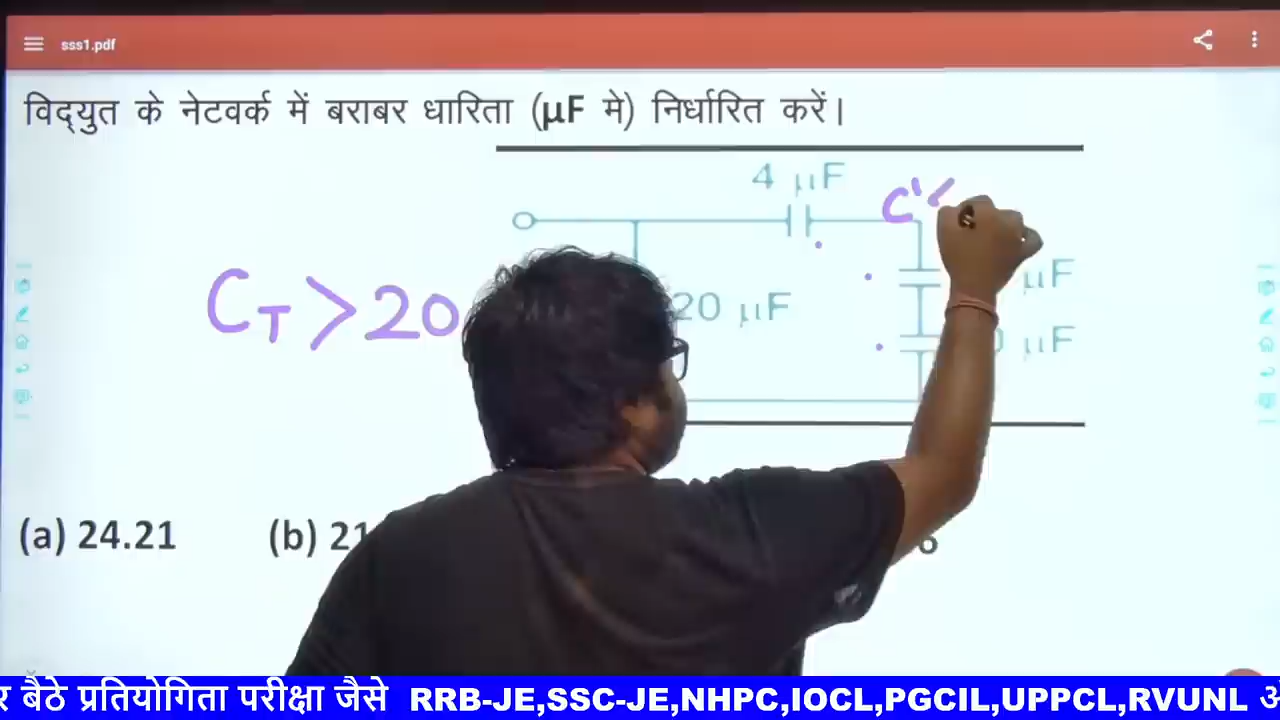 sss1.pdf
विद्युत के नेटवर्क में बराबर धारिता (µF मे) निर्धारित करें।
4 µF
C'<
µF
20 µF
µF
C_T > 20
(a) 24.21 (b) 21
र बैठे प्रतियोगिता परीक्षा जैसे RRB-JE,SSC-JE,NHPC,IOCL,PGCIL,UPPCL,RVUNL